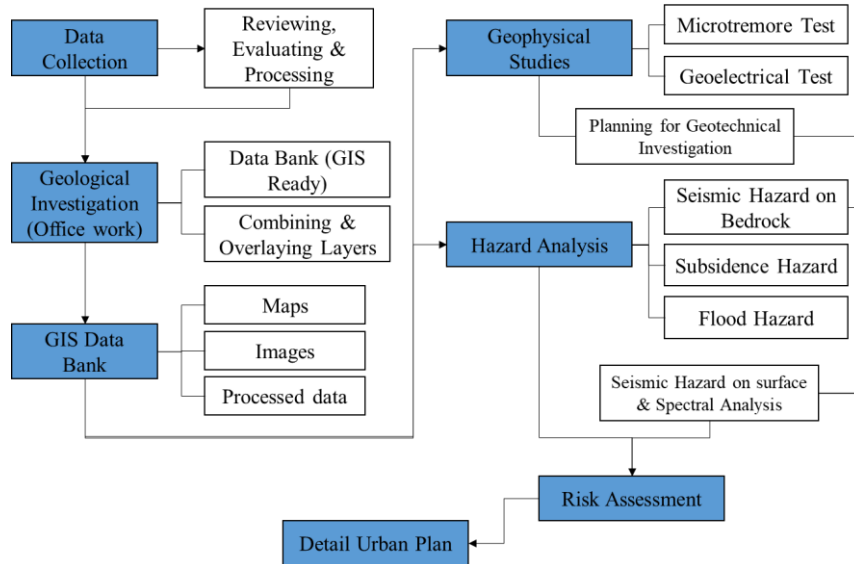 Data
Collection
Reviewing,
Evaluating &
Processing
Geological
Investigation
(Office work)
Data Bank (GIS
Ready)
Combining &
Overlaying Layers
GIS Data
Bank
Maps
Images
Processed data
Geophysical
Studies
Microtremore Test
Geoelectrical Test
Planning for Geotechnical
Investigation
Hazard Analysis
Seismic Hazard on
Bedrock
Subsidence Hazard
Flood Hazard
Seismic Hazard on surface
& Spectral Analysis
Risk Assessment
Detail Urban Plan